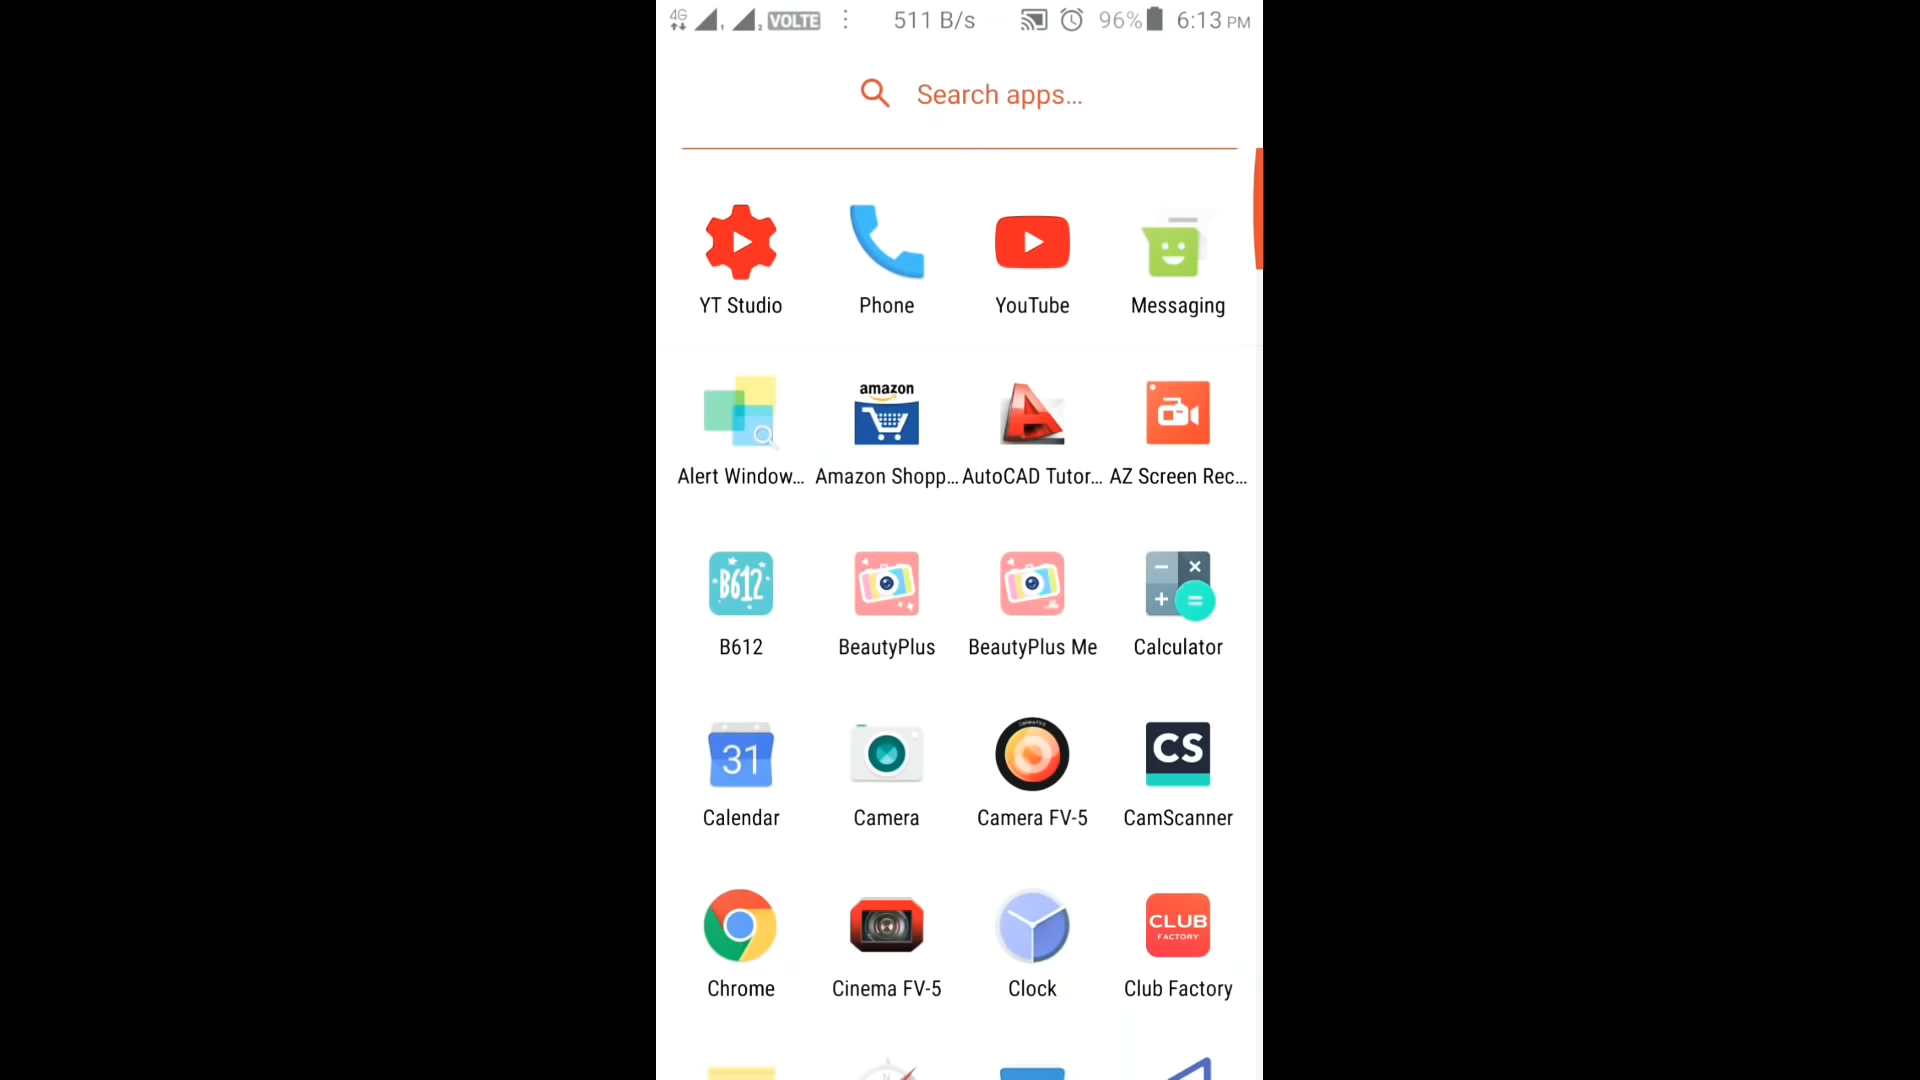 4G 1 2 VOLTE 511 B/s 96% 6:13 PM
Search apps...
YT Studio Phone YouTube Messaging
amazon
Alert Window... Amazon Shopp... AutoCAD Tutor... AZ Screen Rec...
B612
B612 BeautyPlus BeautyPlus Me Calculator
31 CS
Calendar Camera Camera FV-5 CamScanner
CLUB
FACTORY
Chrome Cinema FV-5 Clock Club Factory